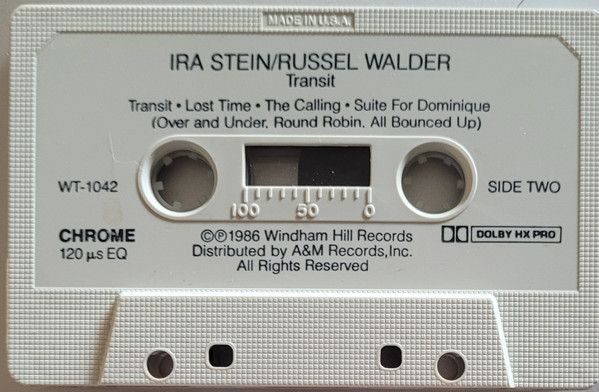 MADE IN U.S.A.
IRA STEIN/RUSSEL WALDER
Transit
Transit • Lost Time • The Calling • Suite For Dominique
(Over and Under, Round Robin, All Bounced Up)
WT-1042
SIDE TWO
100 50 0
CHROME
120 µs EQ
©℗1986 Windham Hill Records
Distributed by A&M Records, Inc.
All Rights Reserved
DOLBY HX PRO